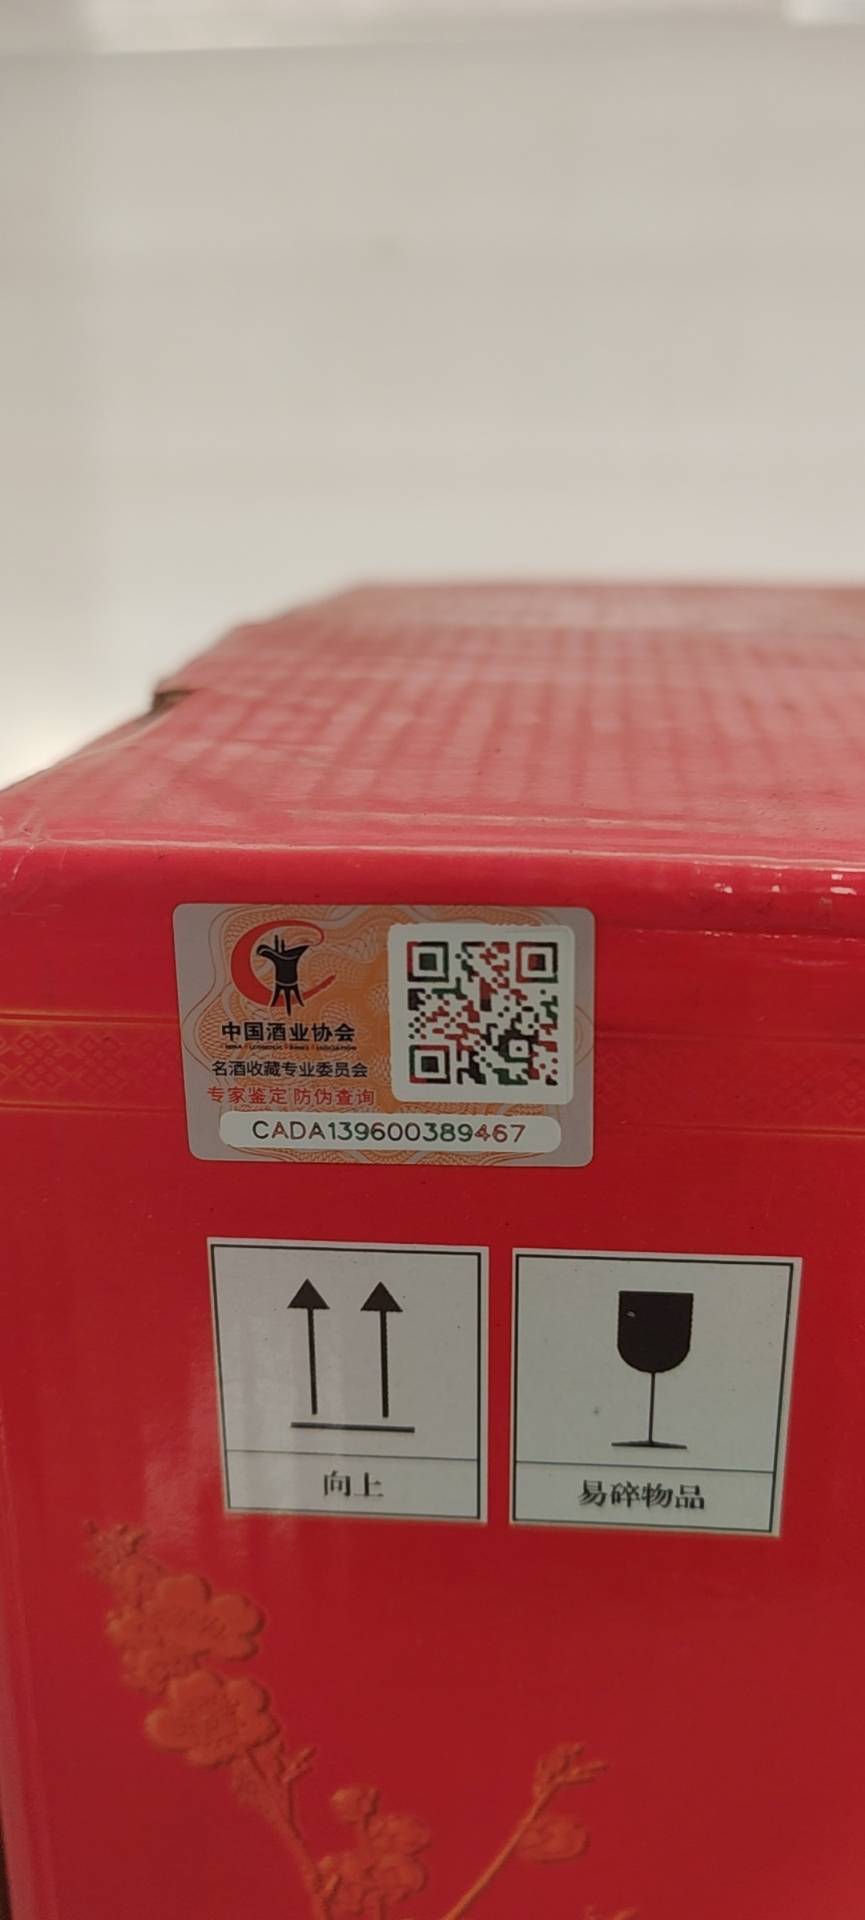 中国酒业协会
名酒收藏专业委员会
专家鉴定 防伪查询
CADA139600389467
向上
易碎物品